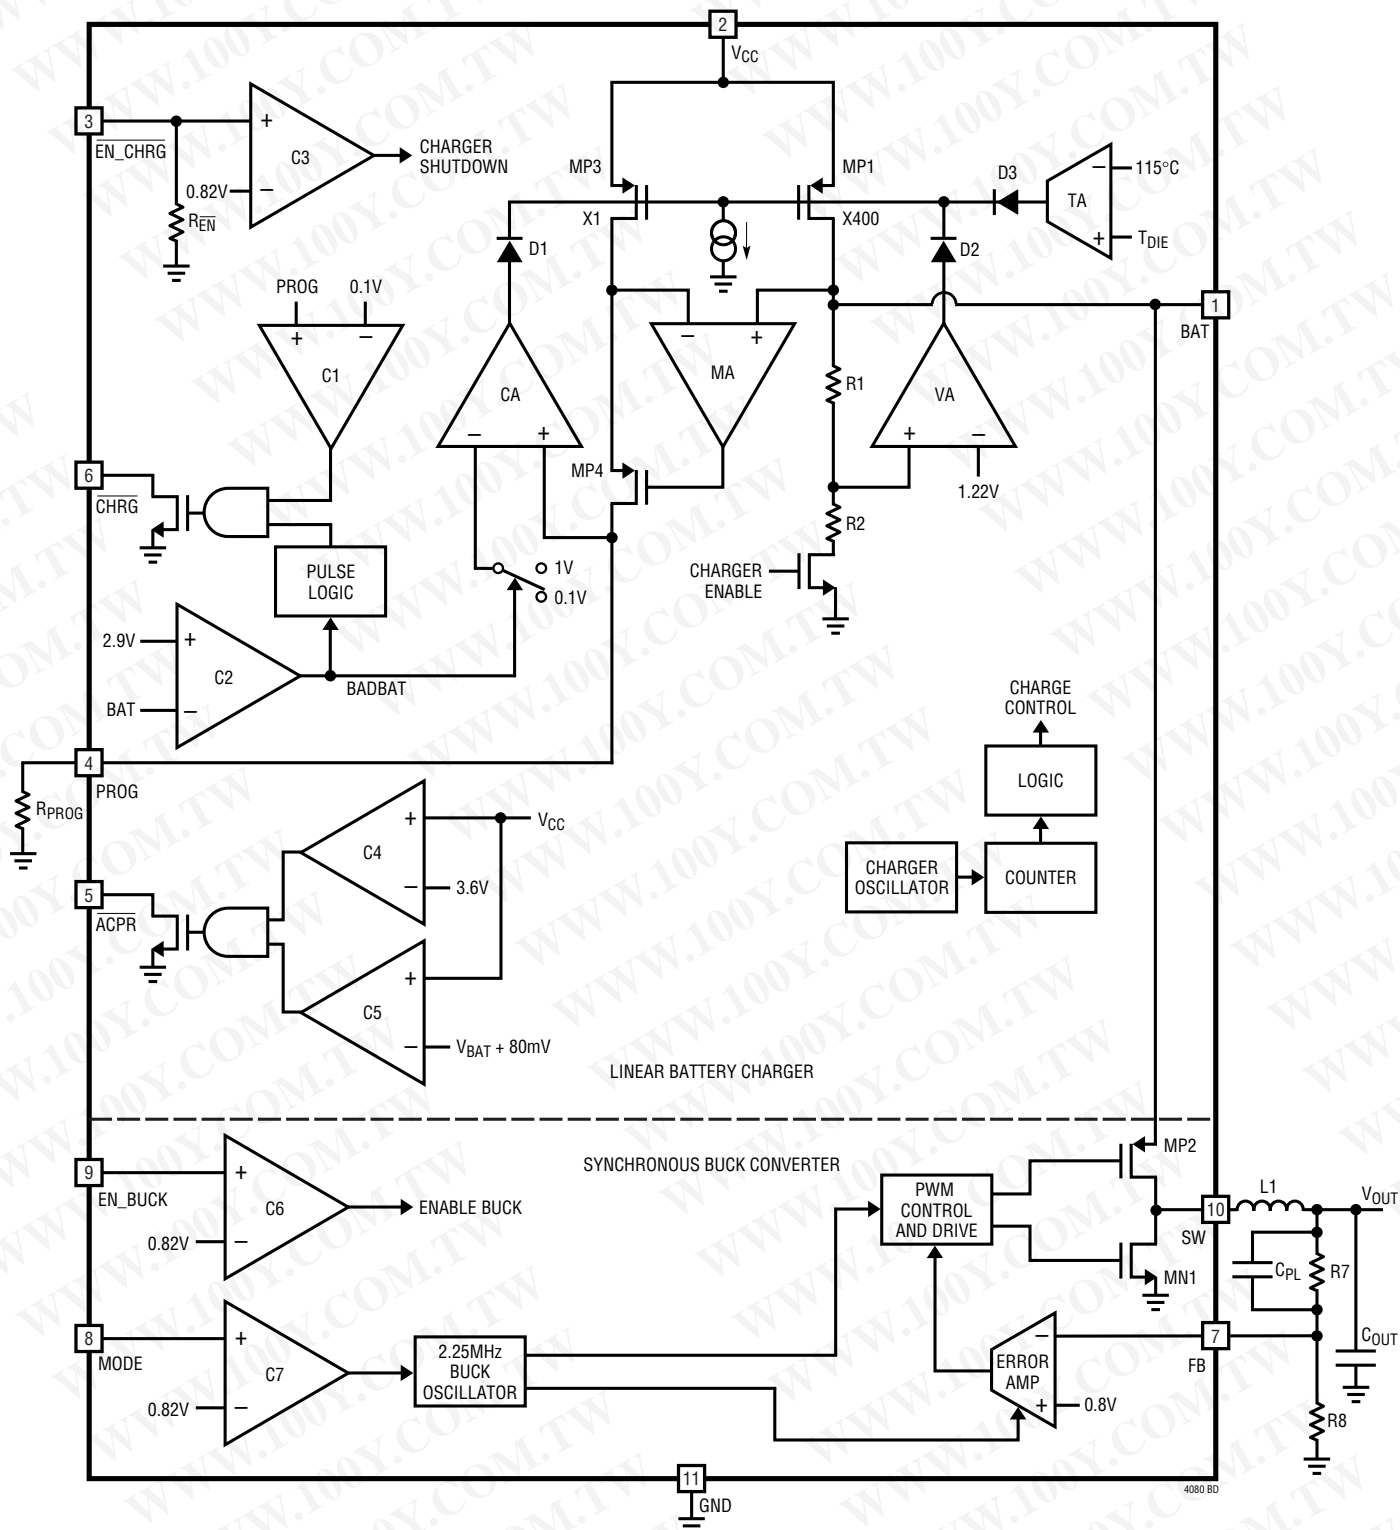 2
VCC
3
EN_CHRG
+
C3
0.82V
−
REN
CHARGER
SHUTDOWN
MP3
X1
MP1
X400
D3
−
115°C
TA
+
TDIE
D1
D2
PROG
0.1V
+
−
C1
−
+
MA
CA
−
+
R1
VA
+
−
1.22V
1
BAT
MP4
R2
6
CHRG
PULSE
LOGIC
1V
0.1V
CHARGER
ENABLE
2.9V
+
C2
BAT
−
BADBAT
4
PROG
RPROG
CHARGE
CONTROL
LOGIC
CHARGER
OSCILLATOR
COUNTER
+
VCC
C4
−
3.6V
5
ACPR
+
C5
−
VBAT + 80mV
LINEAR BATTERY CHARGER
SYNCHRONOUS BUCK CONVERTER
9
EN_BUCK
+
C6
0.82V
−
ENABLE BUCK
PWM
CONTROL
AND DRIVE
MP2
MN1
10
SW
L1
VOUT
CPL
R7
COUT
7
FB
R8
8
MODE
+
C7
0.82V
−
2.25MHz
BUCK
OSCILLATOR
−
ERROR
AMP
+
0.8V
11
GND
4080 BD
WWW.100Y.COM.TW